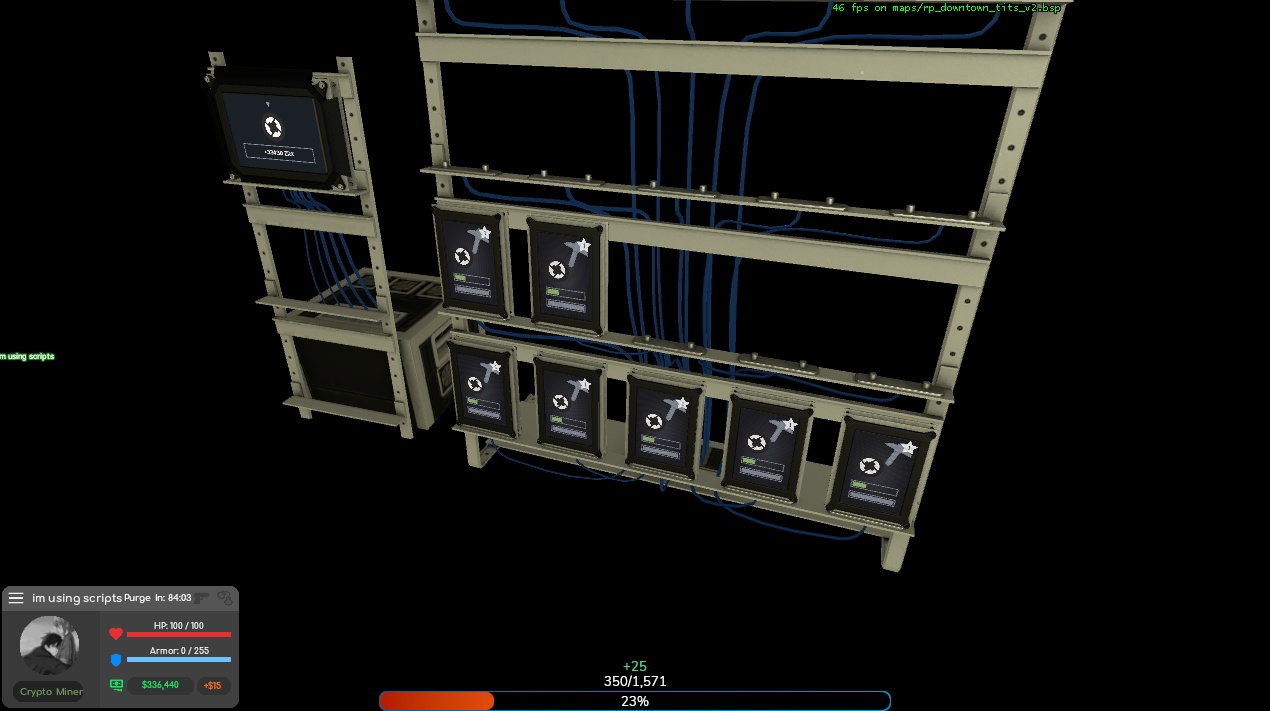 46 fps on maps/rp_downtown_tits_v2.bsp
m using scripts
im using scripts Purge In: 84:03
HP: 100 / 100
Armor: 0 / 255
$336,440 +$15
Crypto Miner
+25
350/1,571
23%